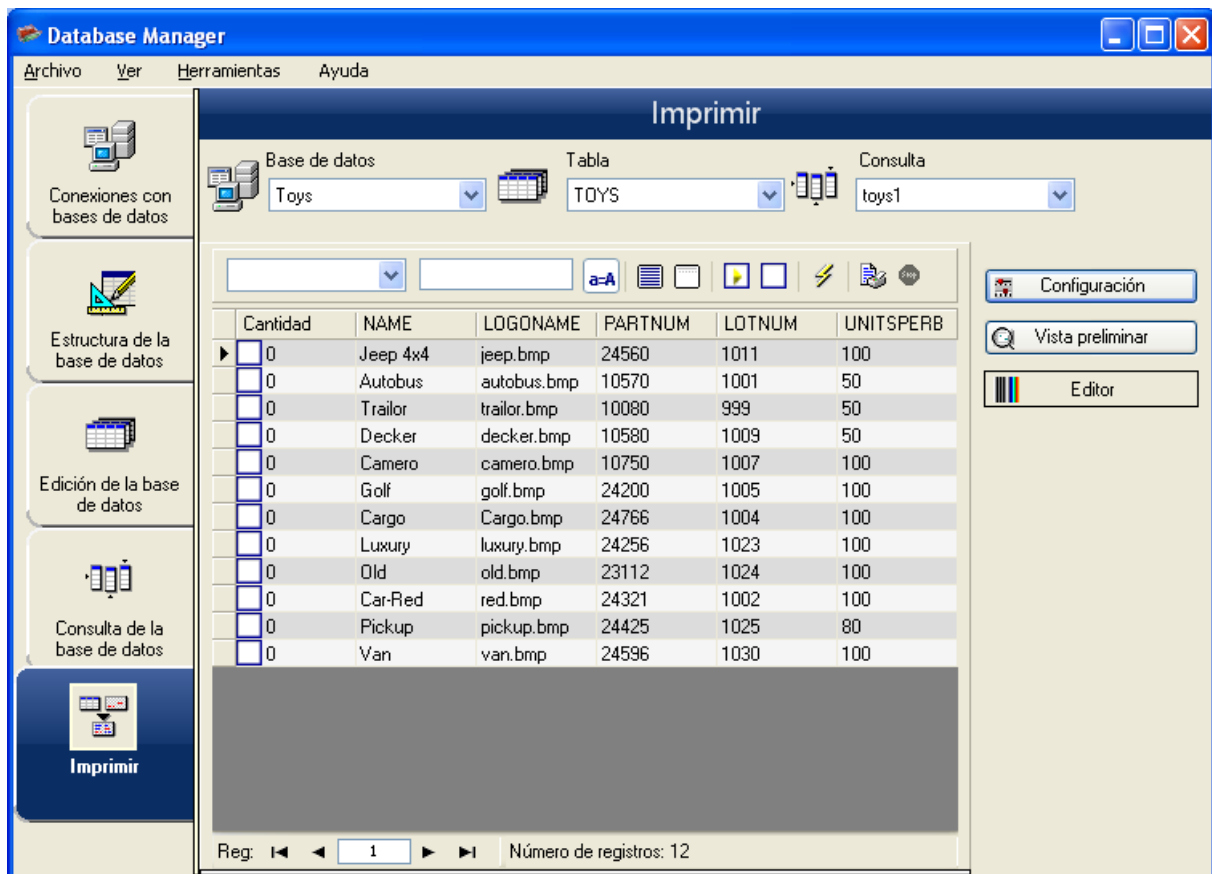 Database Manager
Archivo Ver Herramientas Ayuda
Imprimir
Conexiones con
bases de datos
Estructura de la
base de datos
Edición de la base
de datos
Consulta de la
base de datos
Imprimir
Base de datos Tabla Consulta
Toys TOYS toys1
a=A
Cantidad NAME LOGONAME PARTNUM LOTNUM UNITSPERB
0 Jeep 4x4 jeep.bmp 24560 1011 100
0 Autobus autobus.bmp 10570 1001 50
0 Trailor trailor.bmp 10080 999 50
0 Decker decker.bmp 10580 1009 50
0 Camero camero.bmp 10750 1007 100
0 Golf golf.bmp 24200 1005 100
0 Cargo Cargo.bmp 24766 1004 100
0 Luxury luxury.bmp 24256 1023 100
0 Old old.bmp 23112 1024 100
0 Car-Red red.bmp 24321 1002 100
0 Pickup pickup.bmp 24425 1025 80
0 Van van.bmp 24596 1030 100
Reg: 1 Número de registros: 12
Configuración
Vista preliminar
Editor